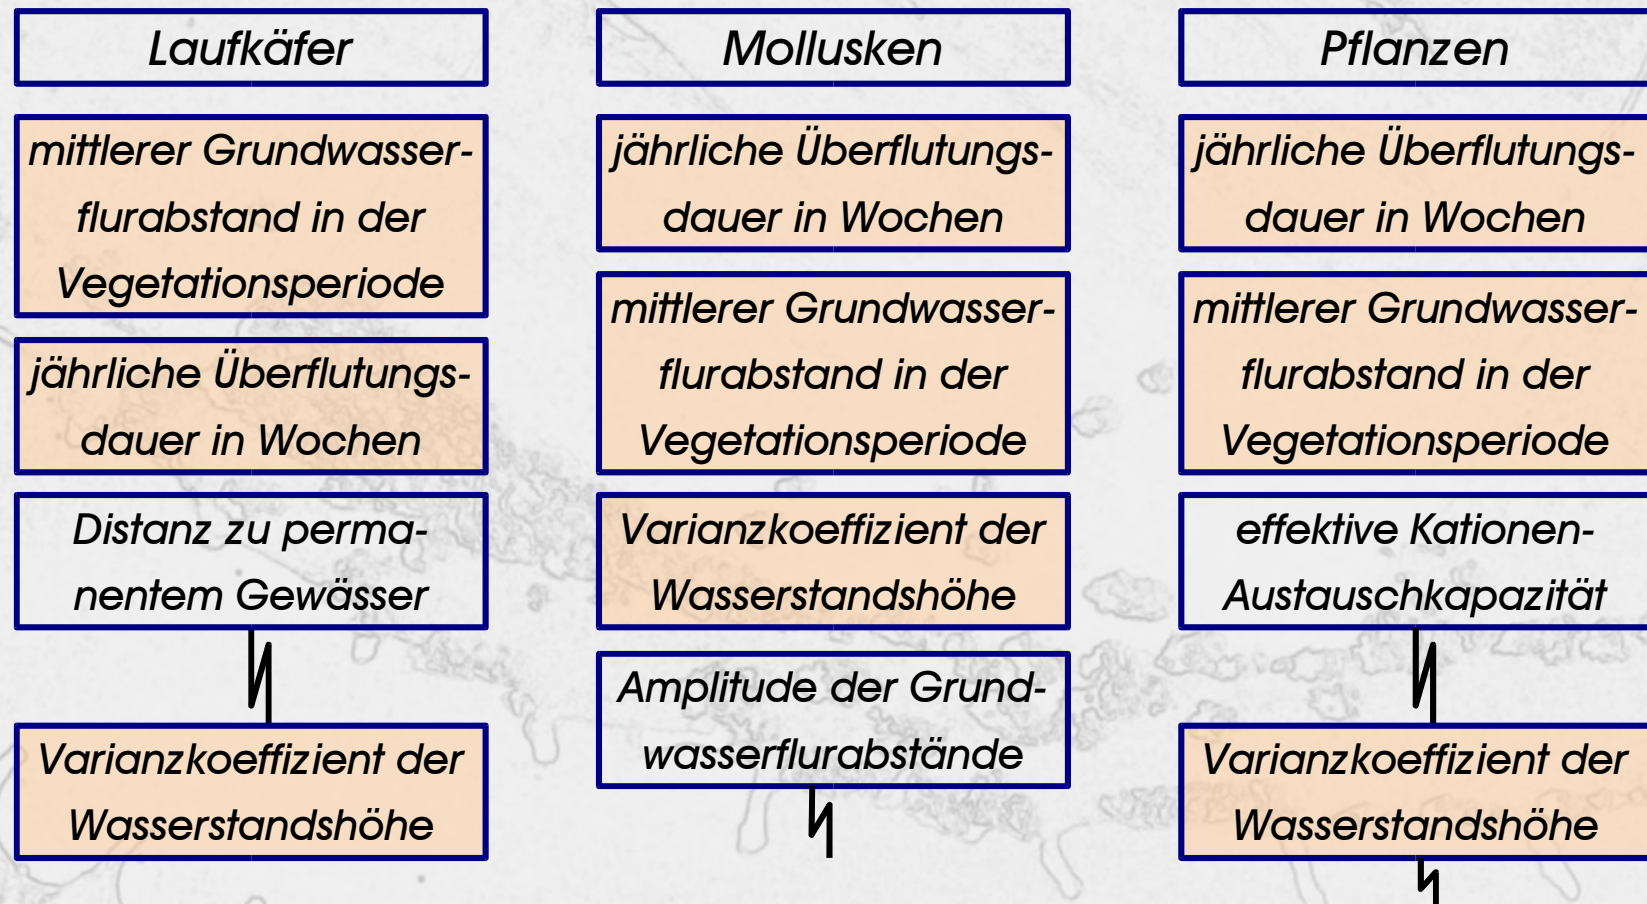 Laufkäfer
mittlerer Grundwasser-
flurabstand in der
Vegetationsperiode
jährliche Überflutungs-
dauer in Wochen
Distanz zu perma-
nentem Gewässer
Varianzkoeffizient der
Wasserstandshöhe
Mollusken
jährliche Überflutungs-
dauer in Wochen
mittlerer Grundwasser-
flurabstand in der
Vegetationsperiode
Varianzkoeffizient der
Wasserstandshöhe
Amplitude der Grund-
wasserflurabstände
Pflanzen
jährliche Überflutungs-
dauer in Wochen
mittlerer Grundwasser-
flurabstand in der
Vegetationsperiode
effektive Kationen-
Austauschkapazität
Varianzkoeffizient der
Wasserstandshöhe